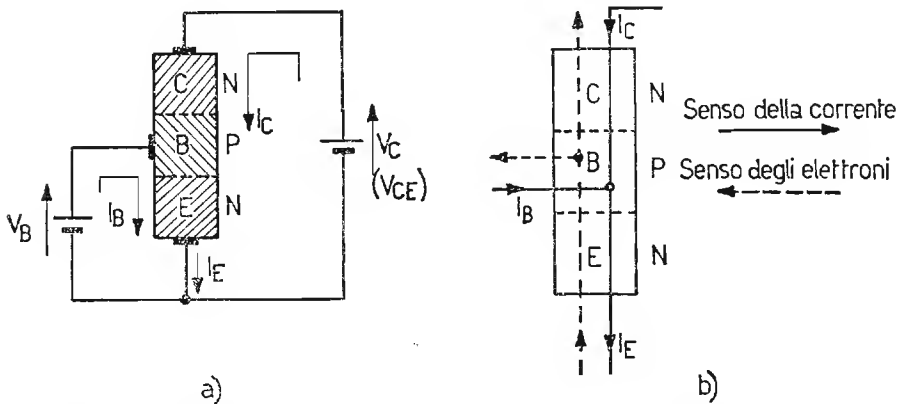 C N
I_C
B P
V_C
(V_CE)
V_B
I_B
E N
I_E
a)
I_C
C N
Senso della corrente
B P
Senso degli elettroni
I_B
E N
I_E
b)